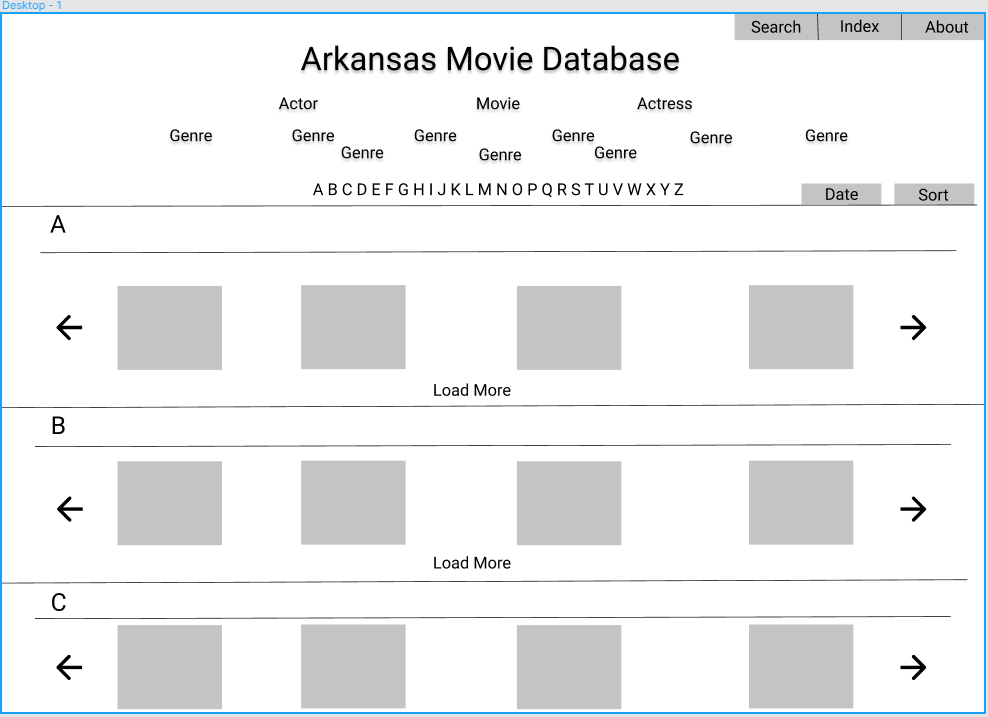 Desktop - 1
Search Index About
Arkansas Movie Database
Actor Movie Actress
Genre Genre Genre Genre Genre Genre
Genre Genre Genre
A B C D E F G H I J K L M N O P Q R S T U V W X Y Z
Date Sort
A
Load More
B
Load More
C